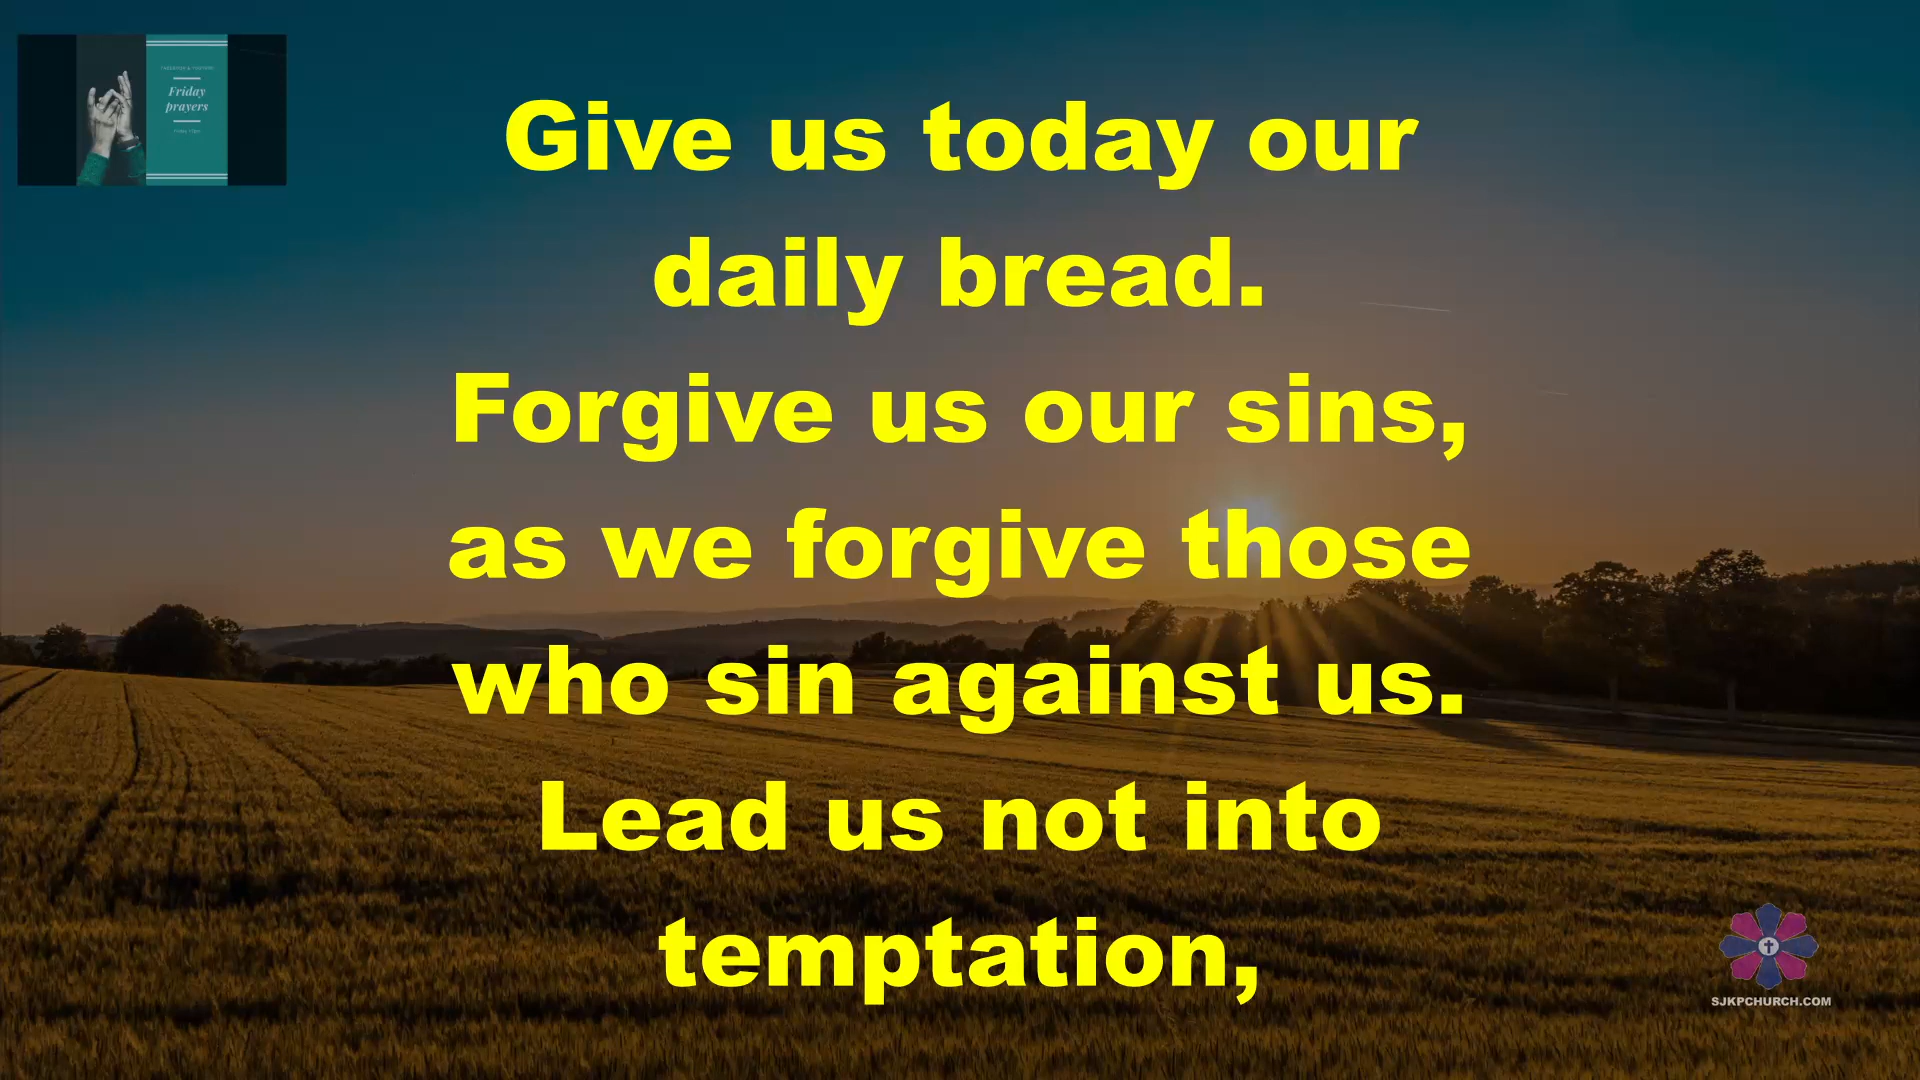 Friday
prayers
Give us today our
daily bread.
Forgive us our sins,
as we forgive those
who sin against us.
Lead us not into
temptation,
SJKPCHURCH.COM